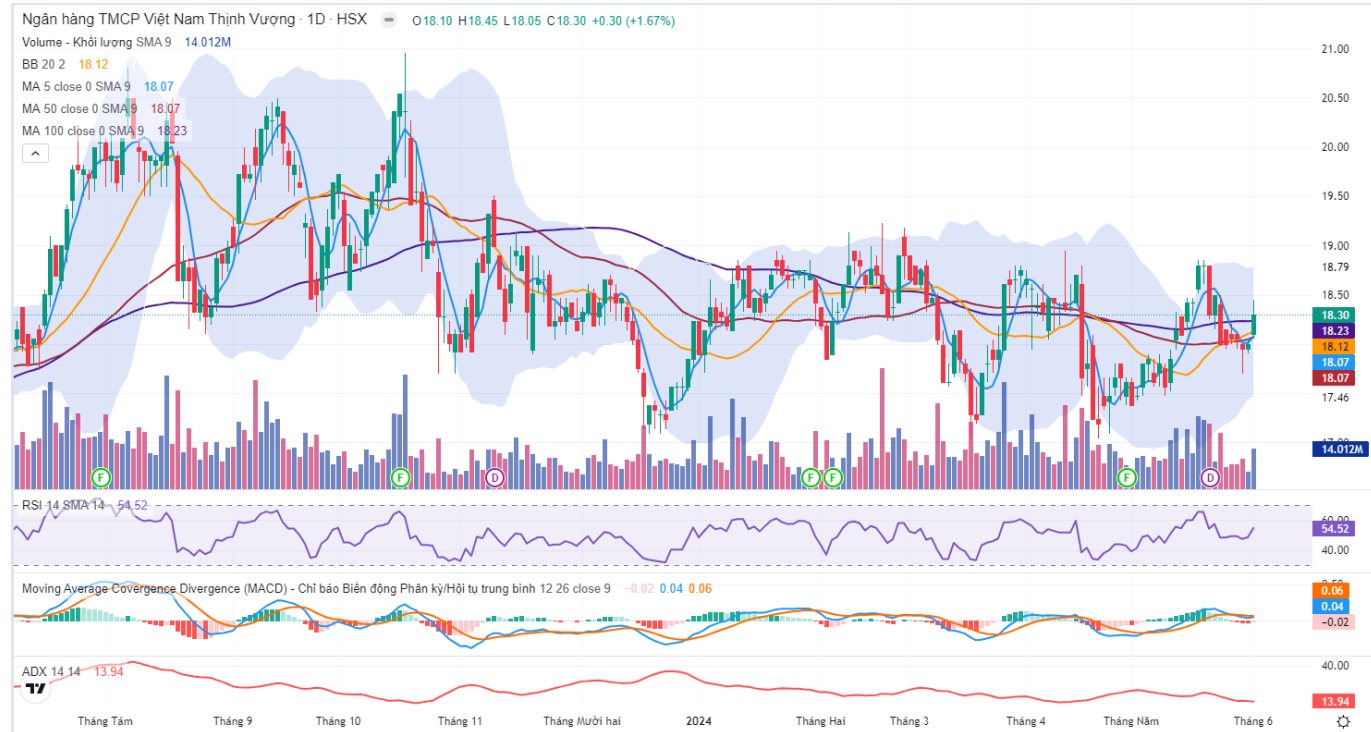 Ngân hàng TMCP Việt Nam Thịnh Vượng · 1D · HSX O18.10 H18.45 L18.05 C18.30 +0.30 (+1.67%)
Volume - Khối lượng SMA 9 14.012M
BB 20 2 18.12
MA 5 close 0 SMA 9 18.07
MA 50 close 0 SMA 9 18.07
MA 100 close 0 SMA 9 18.23
21.00
20.50
20.00
19.50
19.00
18.79
18.50
18.30
18.23
18.12
18.07
18.07
17.46
14.012M
F F D F F F D
RSI 14 SMA 14 54.52
54.52
40.00
Moving Average Covergence Divergence (MACD) - Chỉ báo Biến động Phân kỳ/Hội tụ trung bình 12 26 close 9 −0.02 0.04 0.06
0.06
0.04
−0.02
ADX 14 14 13.94
40.00
13.94
Tháng Tám Tháng 9 Tháng 10 Tháng 11 Tháng Mười hai 2024 Tháng Hai Tháng 3 Tháng 4 Tháng Năm Tháng 6